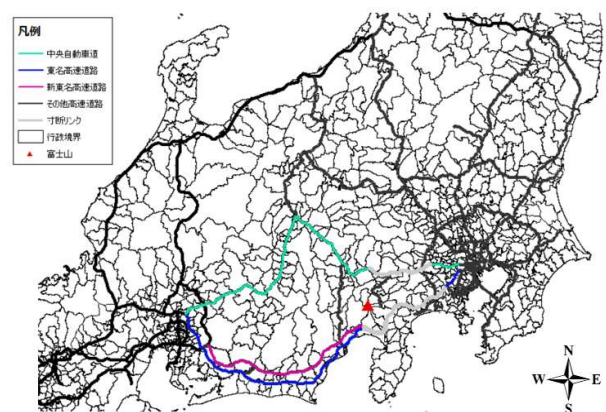 凡例
中央自動車道
東名高速道路
新東名高速道路
その他高速道路
寸断リンク
行政境界
富士山
N
W E
S